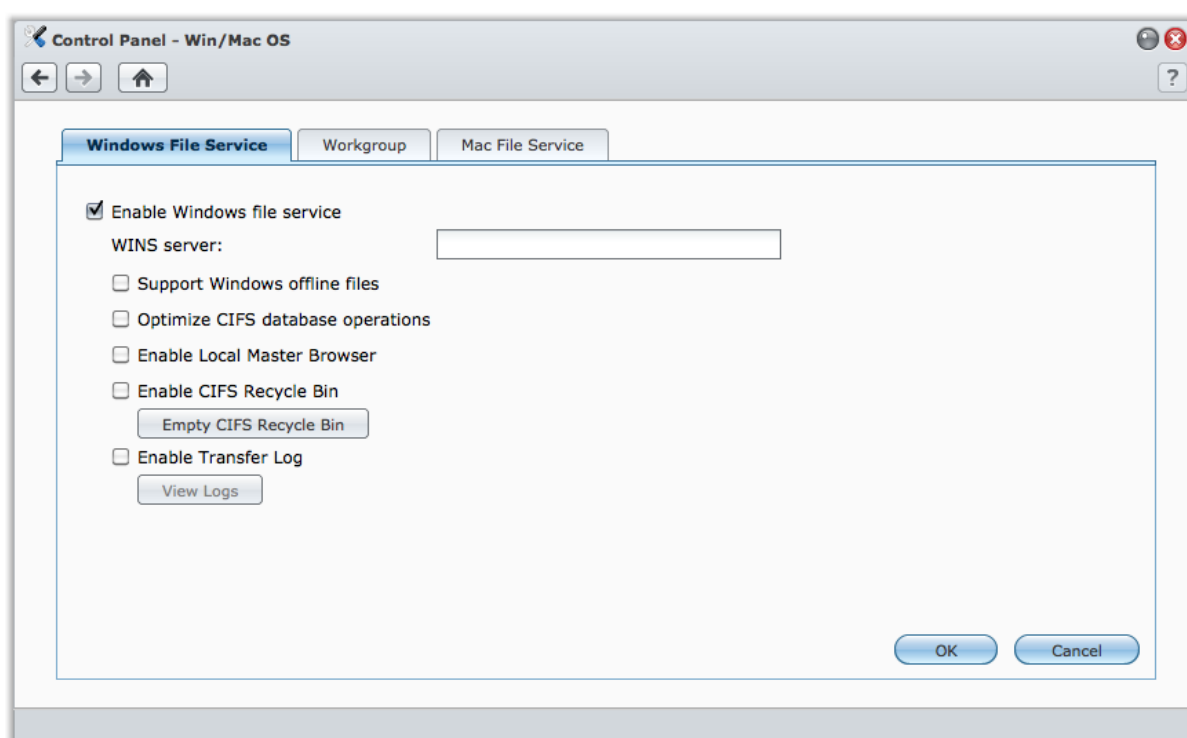 Control Panel - Win/Mac OS
?
Windows File Service Workgroup Mac File Service
Enable Windows file service
WINS server:
Support Windows offline files
Optimize CIFS database operations
Enable Local Master Browser
Enable CIFS Recycle Bin
Empty CIFS Recycle Bin
Enable Transfer Log
View Logs
OK Cancel